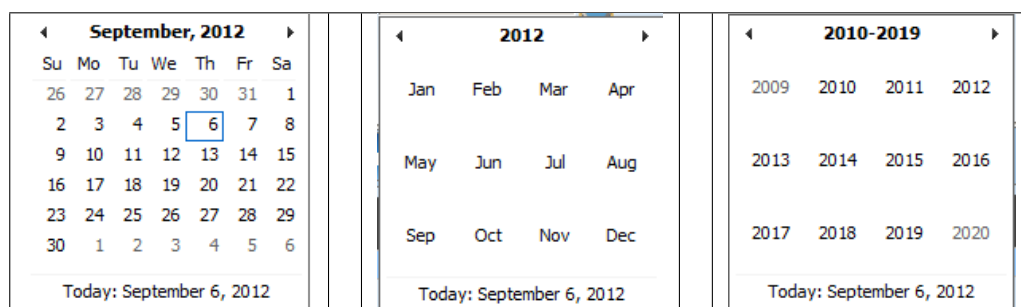 September, 2012
Su Mo Tu We Th Fr Sa
26 27 28 29 30 31 1
2 3 4 5 6 7 8
9 10 11 12 13 14 15
16 17 18 19 20 21 22
23 24 25 26 27 28 29
30 1 2 3 4 5 6
Today: September 6, 2012
2012
Jan Feb Mar Apr
May Jun Jul Aug
Sep Oct Nov Dec
Today: September 6, 2012
2010-2019
2009 2010 2011 2012
2013 2014 2015 2016
2017 2018 2019 2020
Today: September 6, 2012